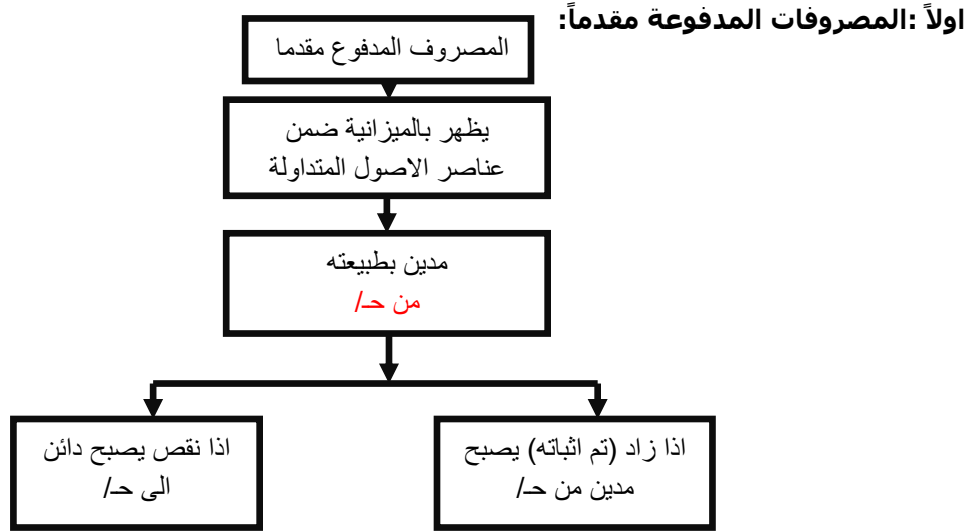 اولاً :المصروفات المدفوعة مقدماً:
المصروف المدفوع مقدما
يظهر بالميزانية ضمن
عناصر الاصول المتداولة
مدين بطبيعته
من حـ/
اذا زاد (تم اثباته) يصبح
مدين من حـ/
اذا نقص يصبح دائن
الى حـ/